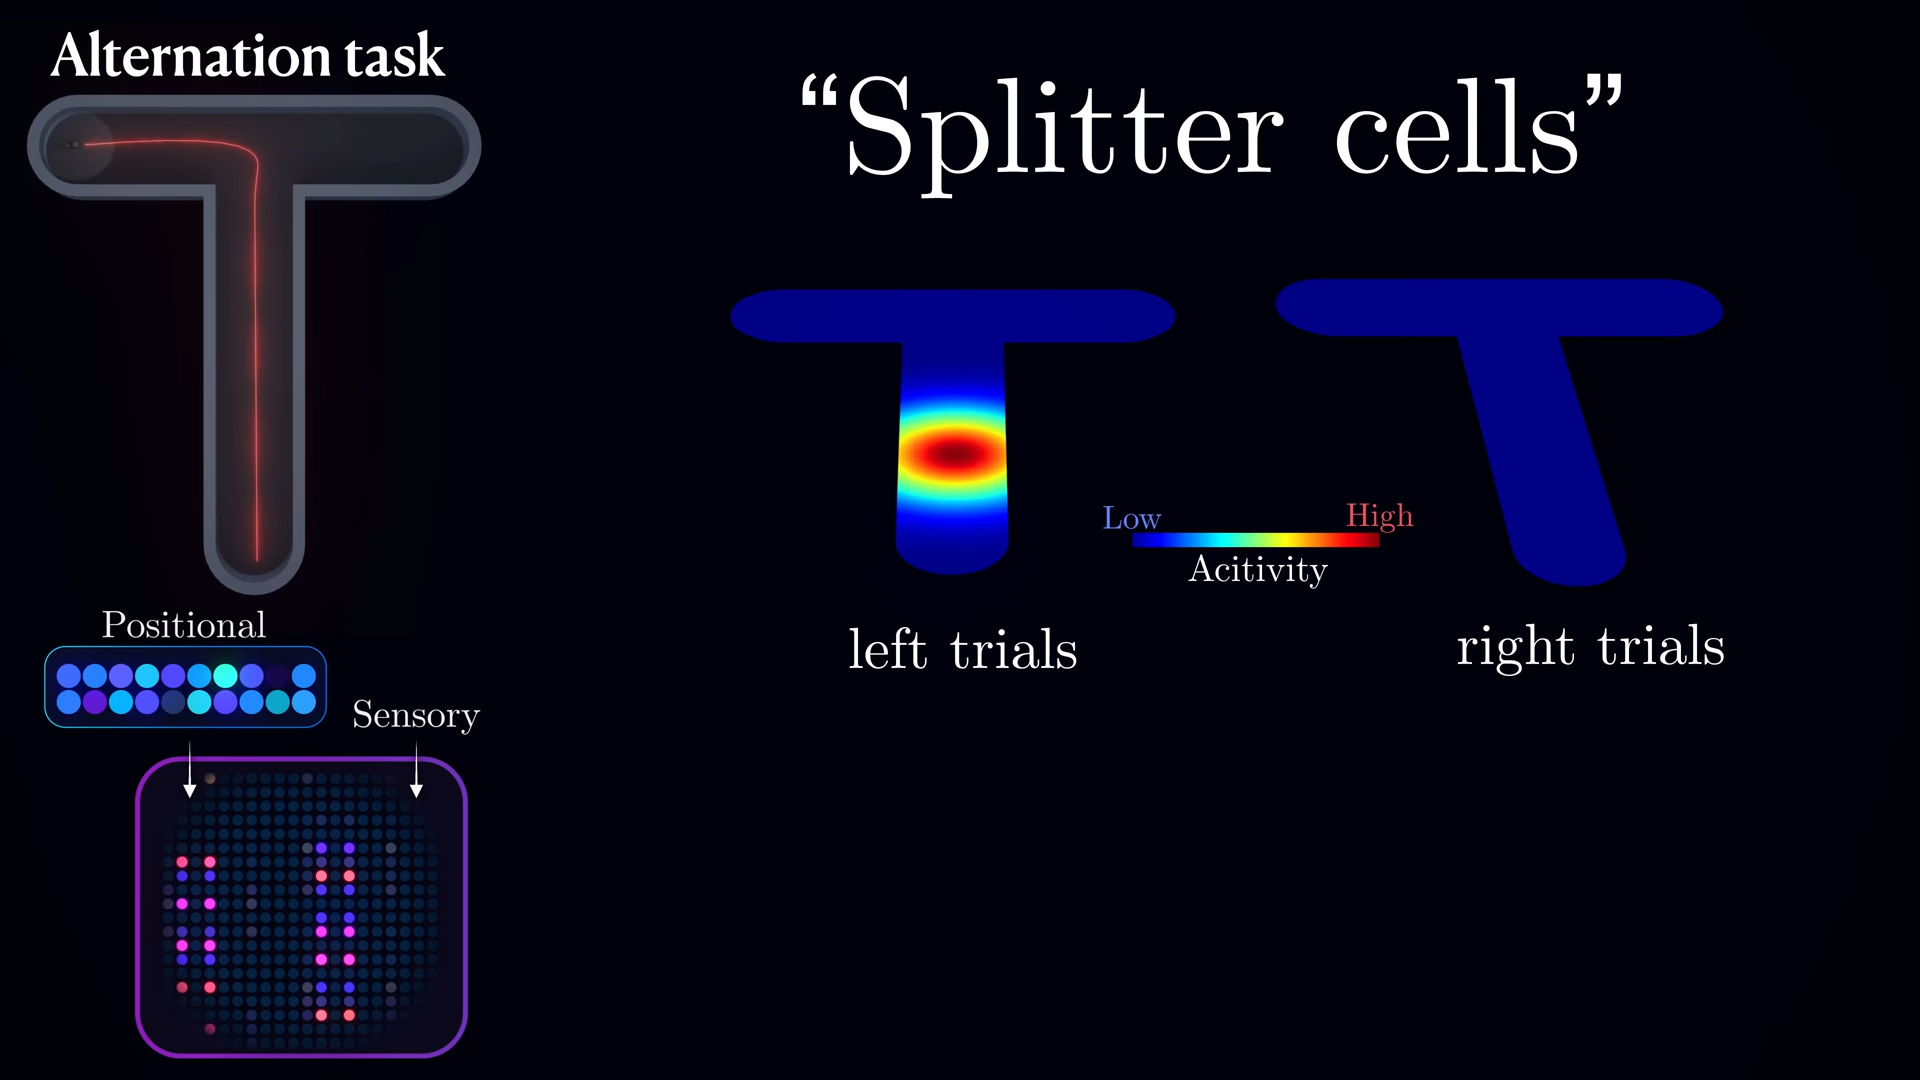 Alternation task
“Splitter cells”
Low
High
Acitivity
left trials
right trials
Positional
Sensory